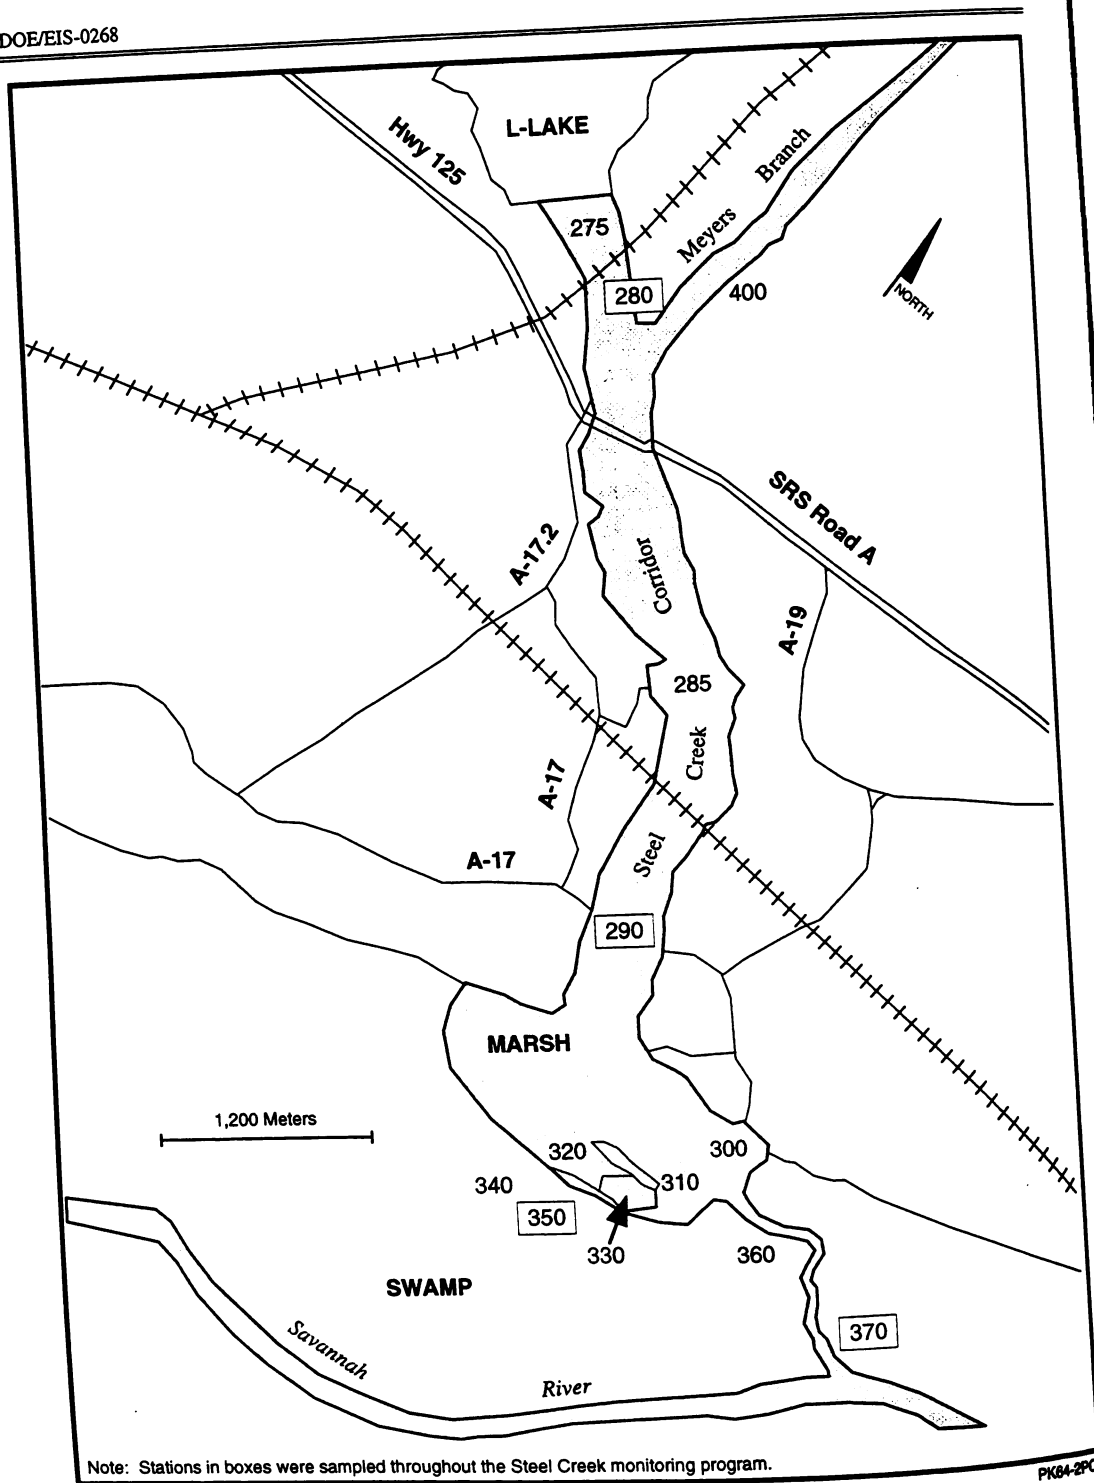 DOE/EIS-0268
Hwy 125
L-LAKE
Meyers Branch
275
280
400
NORTH
SRS Road A
A-17.2
Corridor
A-19
285
Creek
A-17
Steel
A-17
290
MARSH
1,200 Meters
320
300
340
310
350
330
360
SWAMP
370
Savannah River
Note: Stations in boxes were sampled throughout the Steel Creek monitoring program.
PK64-2PC